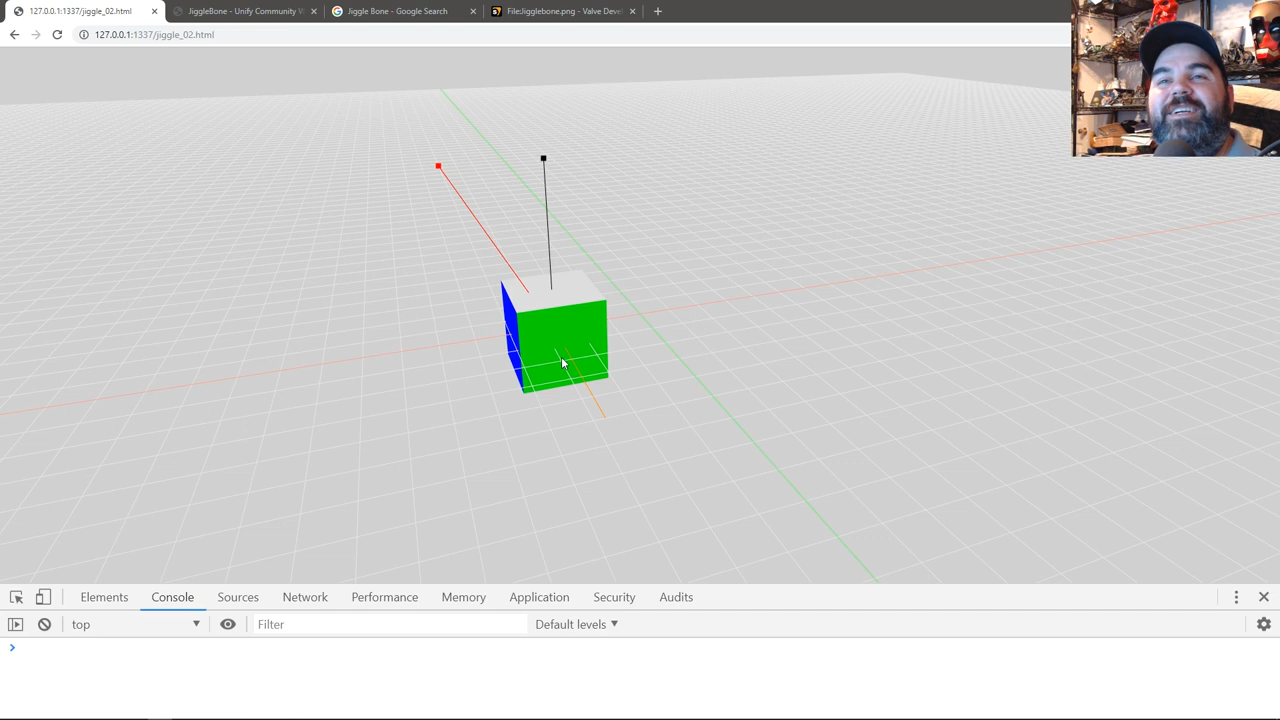 127.0.0.1:1337/jiggle_02.html
JiggleBone - Unify Community W
Jiggle Bone - Google Search
File:Jigglebone.png - Valve Deve
127.0.0.1:1337/jiggle_02.html
Elements
Console
Sources
Network
Performance
Memory
Application
Security
Audits
top
Filter
Default levels